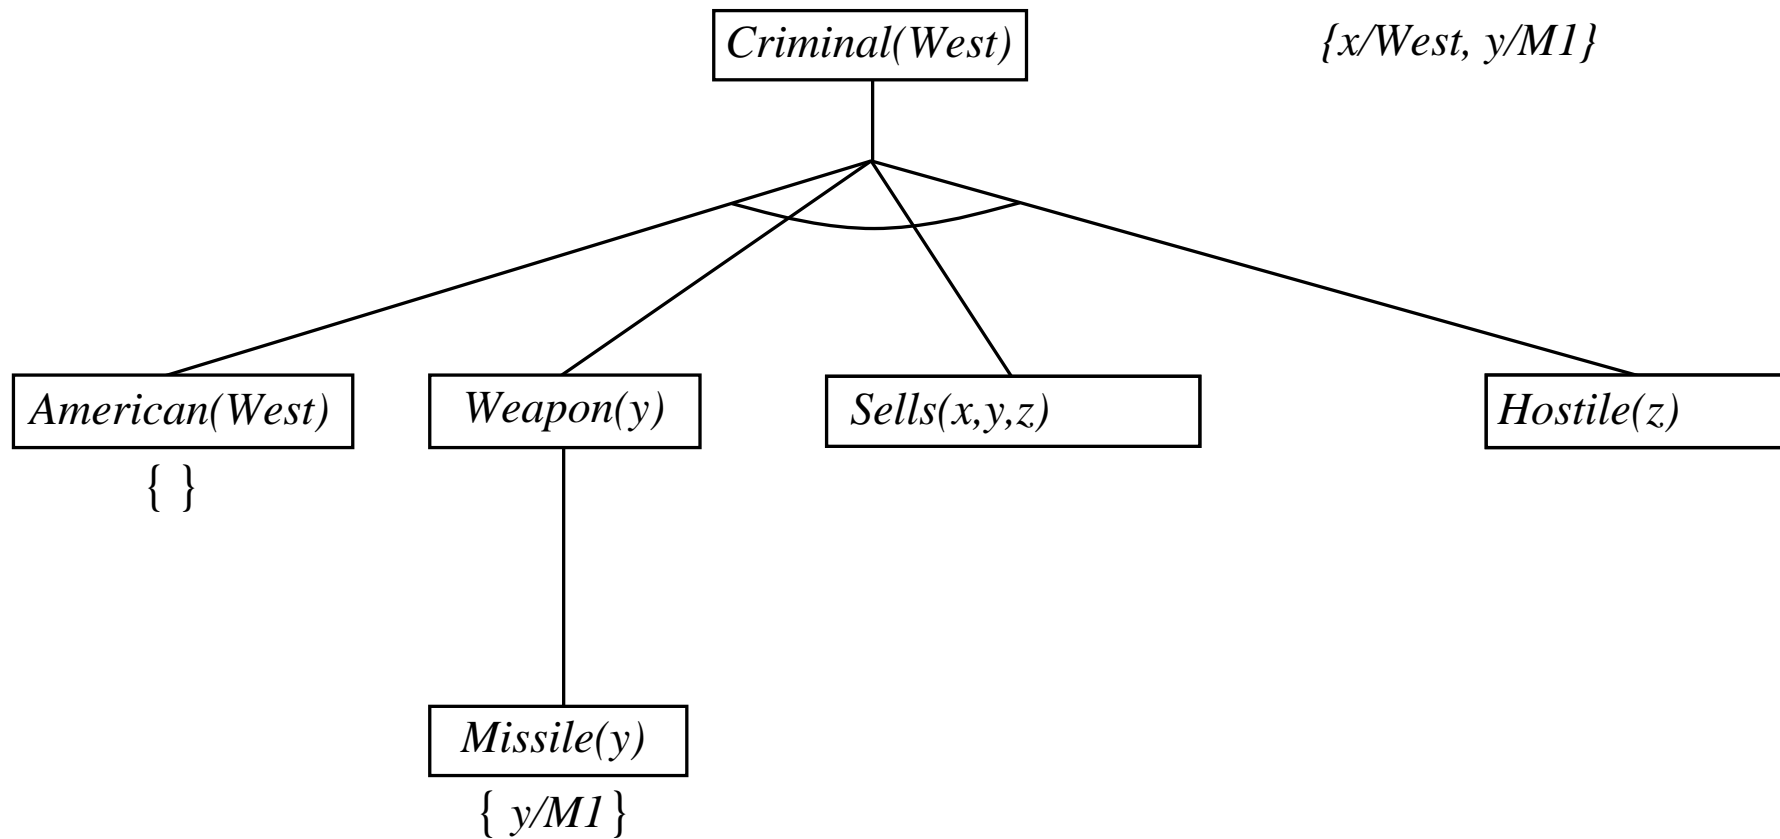 Criminal(West)
{x/West, y/M1}
American(West)
Weapon(y)
Sells(x,y,z)
Hostile(z)
{ }
Missile(y)
{ y/M1 }